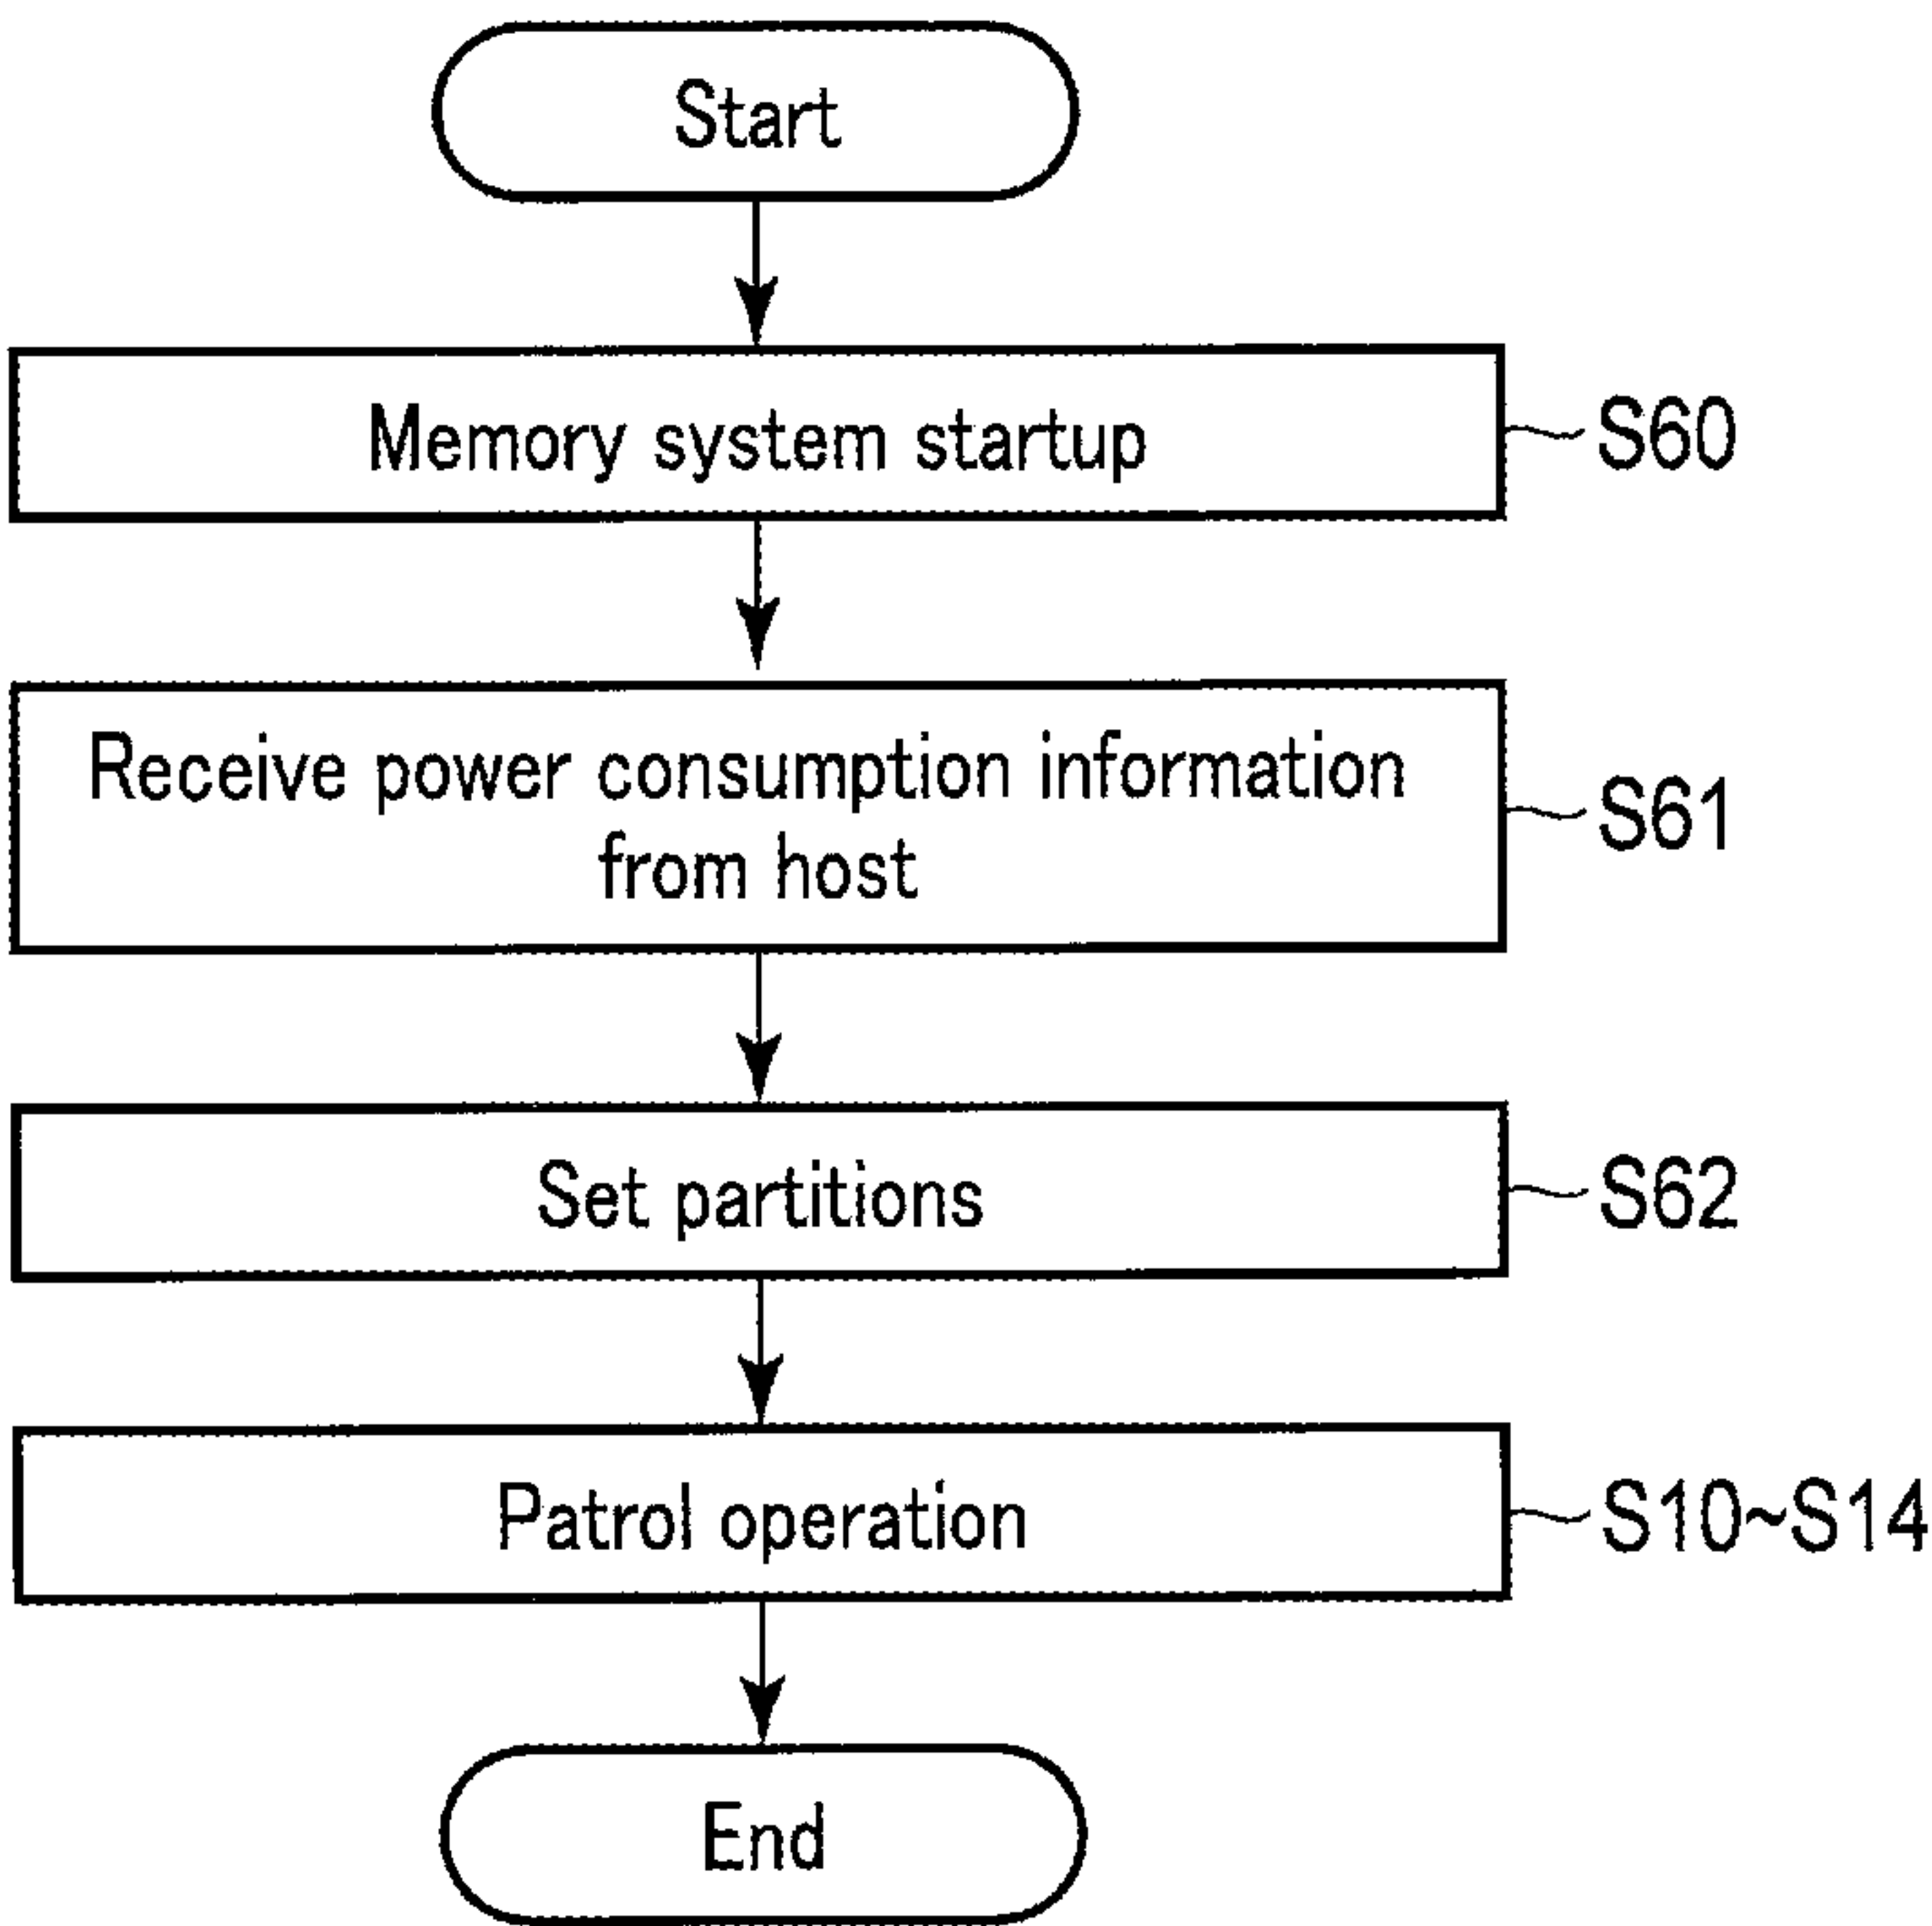 Start
Memory system startup
S60
Receive power consumption information
from host
S61
Set partitions
S62
Patrol operation
S10~S14
End